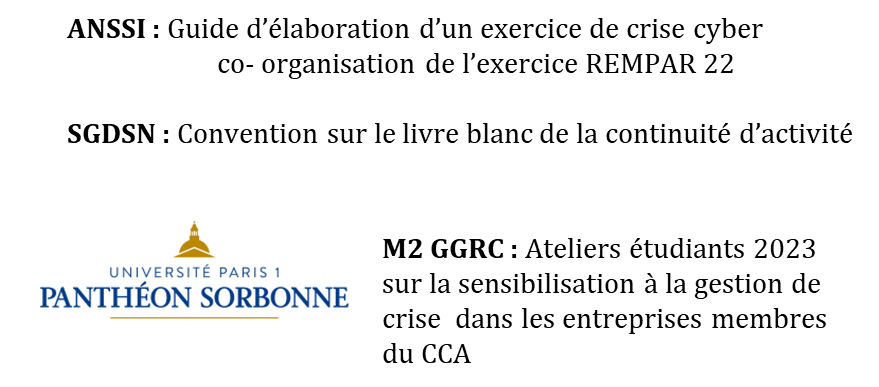 ANSSI : Guide d’élaboration d’un exercice de crise cyber
co- organisation de l’exercice REMPAR 22
SGDSN : Convention sur le livre blanc de la continuité d’activité
UNIVERSITÉ PARIS 1
PANTHÉON SORBONNE
M2 GGRC : Ateliers étudiants 2023
sur la sensibilisation à la gestion de
crise  dans les entreprises membres
du CCA